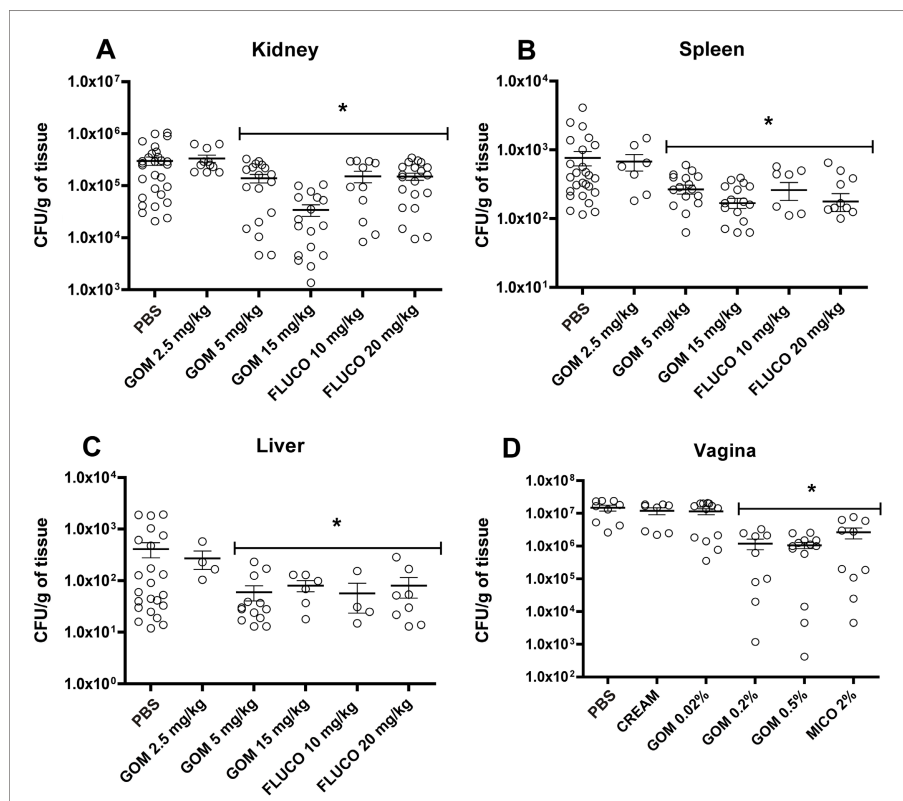 A
Kidney
1.0x10⁷
1.0x10⁶
1.0x10⁵
1.0x10⁴
1.0x10³
CFU/g of tissue
*
PBS
GOM 2.5 mg/kg
GOM 5 mg/kg
GOM 15 mg/kg
FLUCO 10 mg/kg
FLUCO 20 mg/kg
B
Spleen
1.0x10⁴
1.0x10³
1.0x10²
1.0x10¹
CFU/g of tissue
*
PBS
GOM 2.5 mg/kg
GOM 5 mg/kg
GOM 15 mg/kg
FLUCO 10 mg/kg
FLUCO 20 mg/kg
C
Liver
1.0x10⁴
1.0x10³
1.0x10²
1.0x10¹
1.0x10⁰
CFU/g of tissue
*
PBS
GOM 2.5 mg/kg
GOM 5 mg/kg
GOM 15 mg/kg
FLUCO 10 mg/kg
FLUCO 20 mg/kg
D
Vagina
1.0x10⁸
1.0x10⁷
1.0x10⁶
1.0x10⁵
1.0x10⁴
1.0x10³
1.0x10²
CFU/g of tissue
*
PBS
CREAM
GOM 0.02%
GOM 0.2%
GOM 0.5%
MICO 2%